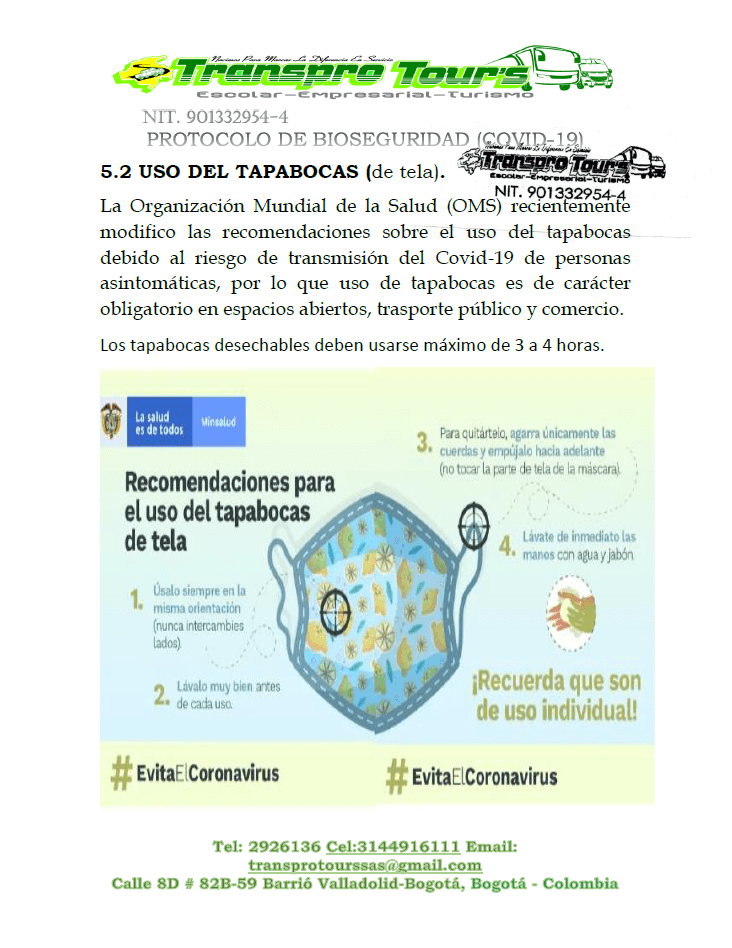 Nacimos Para Marcar La Diferencia En Servicio
Transpro Tour's
Escolar-Empresarial-Turismo
NIT. 901332954-4
PROTOCOLO DE BIOSEGURIDAD (COVID-19)
Nacimos Para Marcar La Diferencia En Servicio
Transpro Tour's
Escolar-Empresarial-Turismo
NIT. 901332954-4
5.2 USO DEL TAPABOCAS (de tela).
La Organización Mundial de la Salud (OMS) recientemente
modifico las recomendaciones sobre el uso del tapabocas
debido al riesgo de transmisión del Covid-19 de personas
asintomáticas, por lo que uso de tapabocas es de carácter
obligatorio en espacios abiertos, trasporte público y comercio.
Los tapabocas desechables deben usarse máximo de 3 a 4 horas.
La salud
es de todos
Minsalud
Recomendaciones para
el uso del tapabocas
de tela
1. Úsalo siempre en la
misma orientación
(nunca intercambies
lados).
2. Lávalo muy bien antes
de cada uso.
3. Para quitártelo, agarra únicamente las
cuerdas y empújalo hacia adelante
(no tocar la parte de tela de la máscara).
4. Lávate de inmediato las
manos con agua y jabón.
¡Recuerda que son
de uso individual!
#EvitaElCoronavirus
#EvitaElCoronavirus
Tel: 2926136 Cel:3144916111 Email:
transprotourssas@gmail.com
Calle 8D # 82B-59 Barrió Valladolid-Bogotá, Bogotá - Colombia